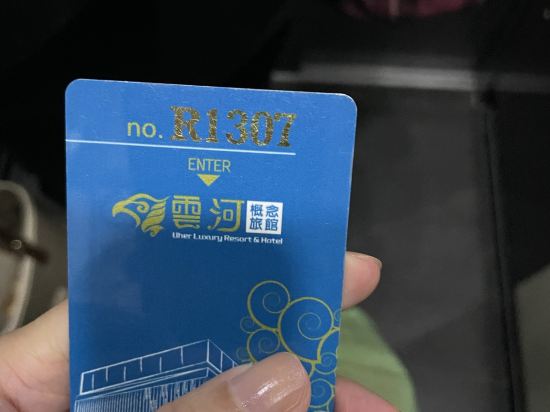 no. R1307
ENTER
雲河 概念旅館
Uher Luxury Resort & Hotel